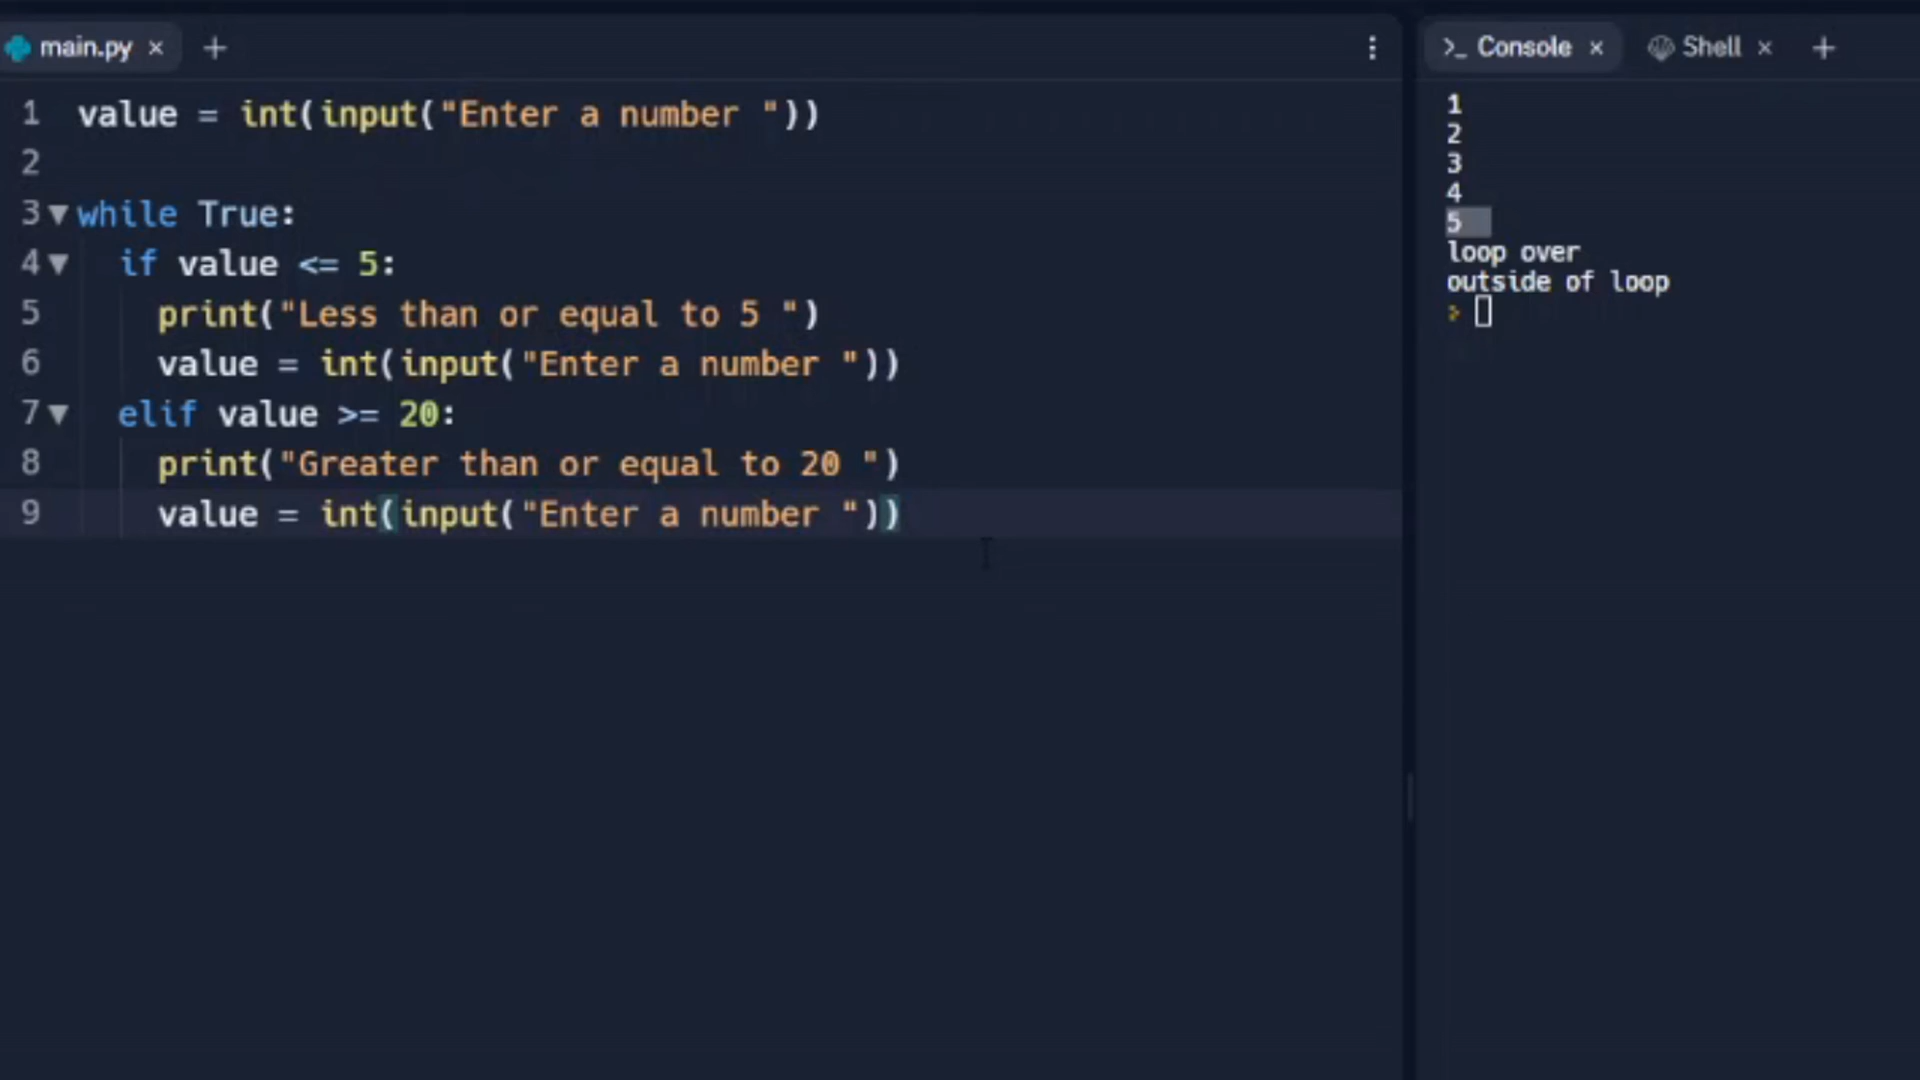 main.py × +
1 value = int(input("Enter a number "))
2
3 while True:
4 if value <= 5:
5 print("Less than or equal to 5 ")
6 value = int(input("Enter a number "))
7 elif value >= 20:
8 print("Greater than or equal to 20 ")
9 value = int(input("Enter a number "))
>_ Console × Shell × +
1
2
3
4
5
loop over
outside of loop
>